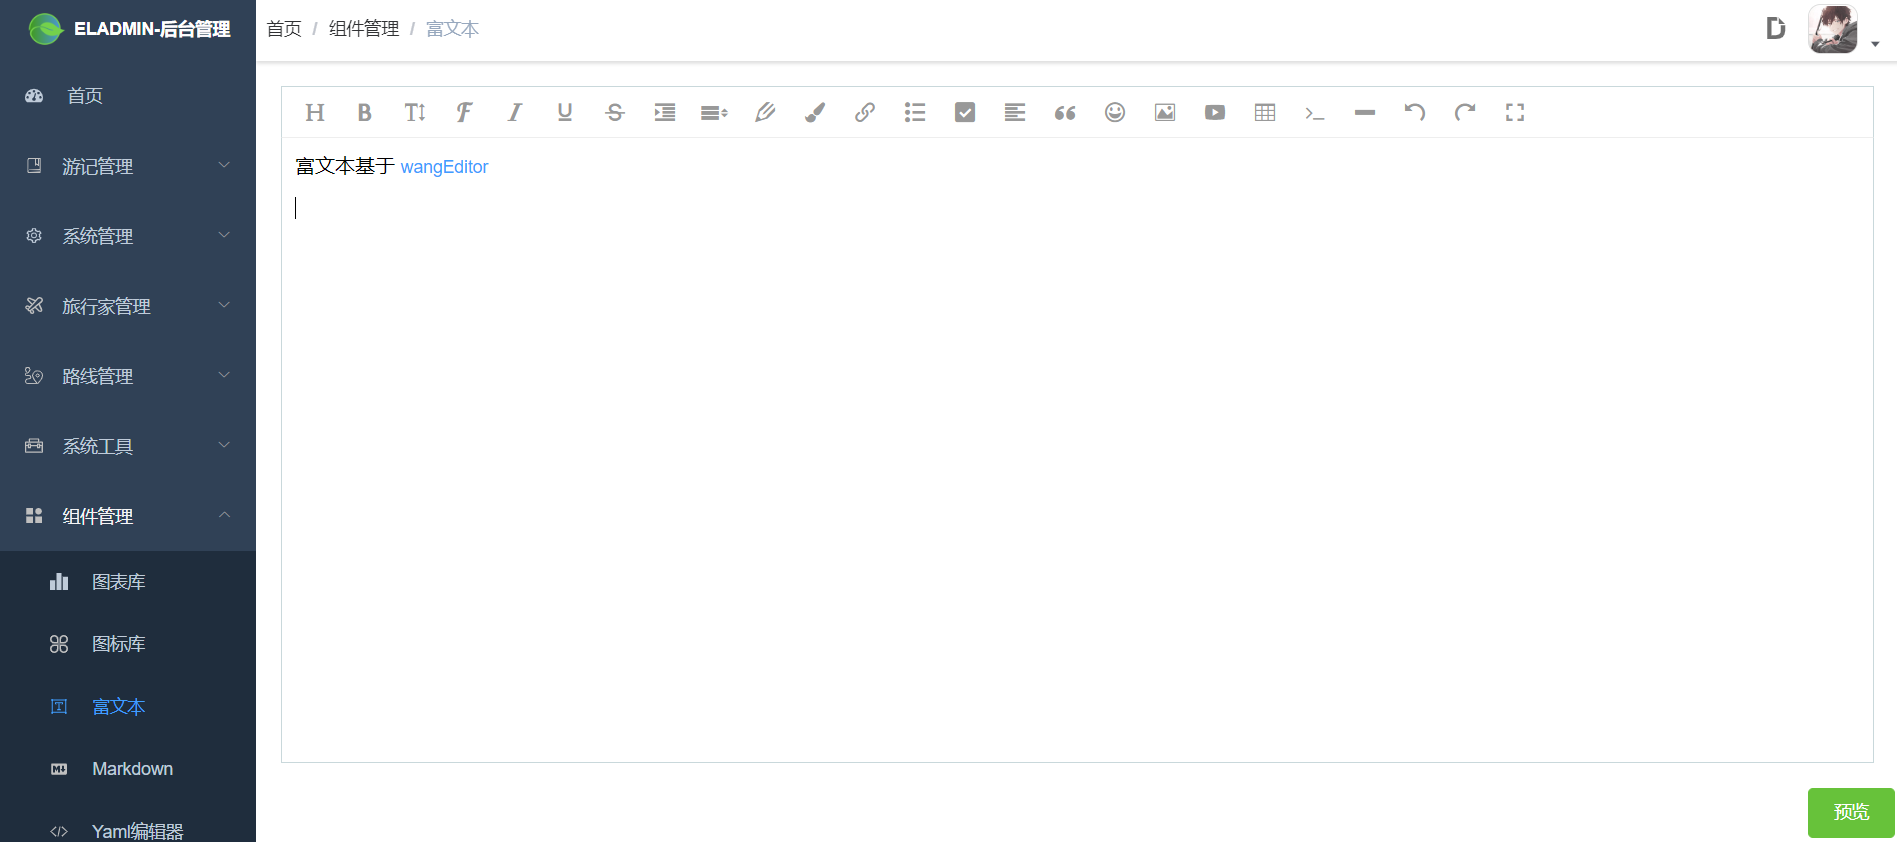 ELADMIN-后台管理
首页 / 组件管理 / 富文本
首页
游记管理
系统管理
旅行家管理
路线管理
系统工具
组件管理
图表库
图标库
富文本
Markdown
Yaml编辑器
富文本基于 wangEditor
预览